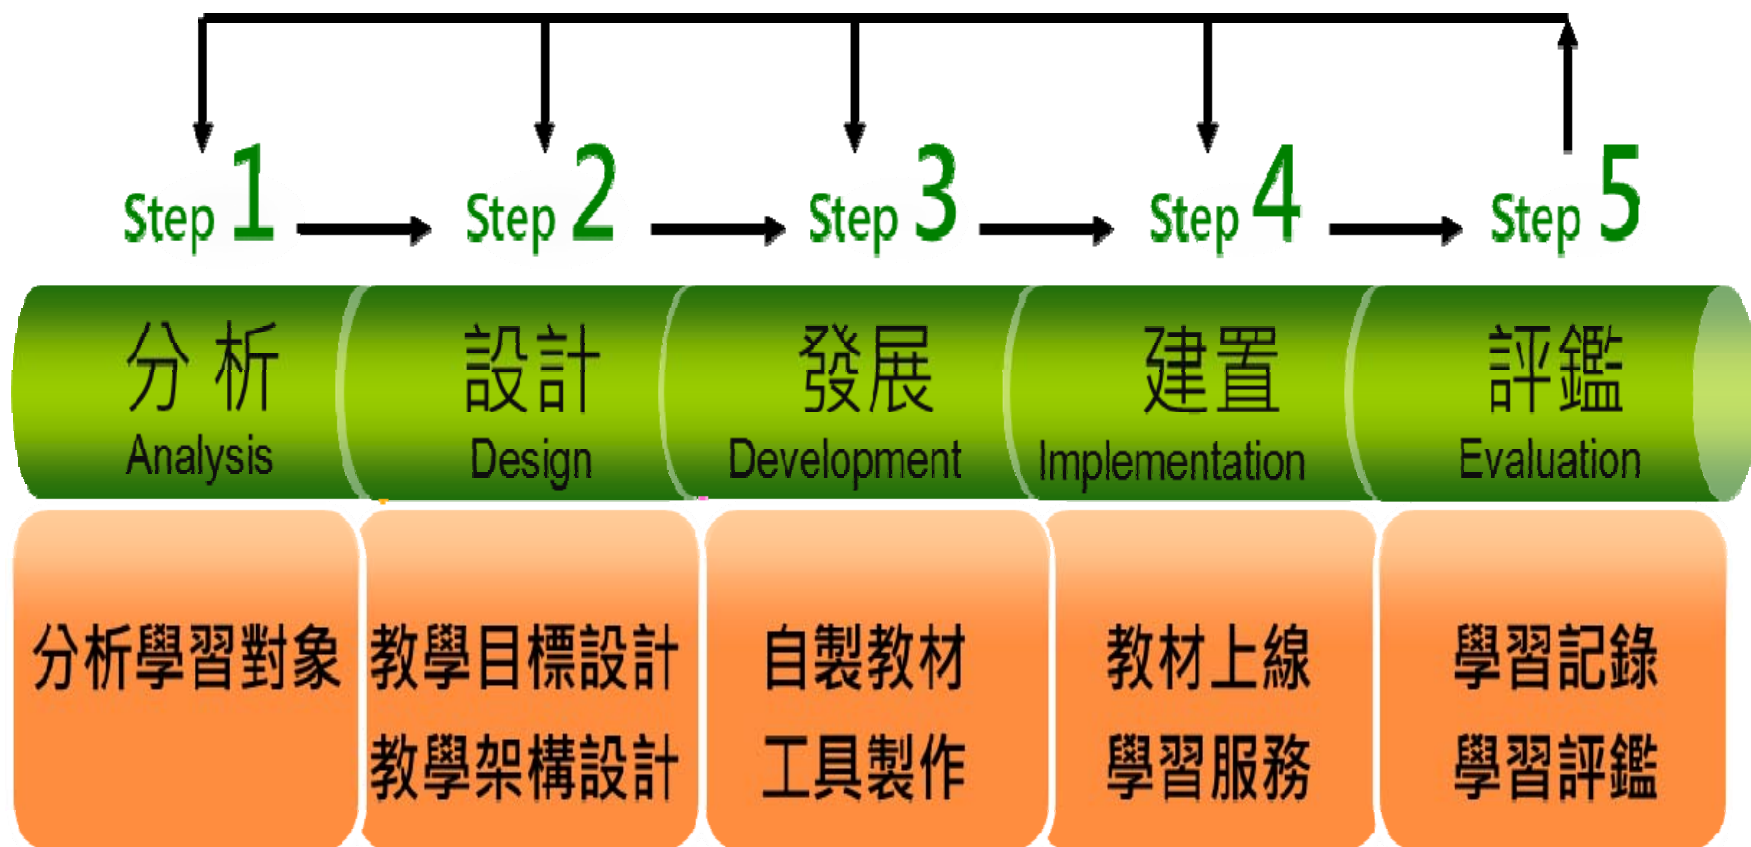 Step 1
Step 2
Step 3
Step 4
Step 5
分析
Analysis
設計
Design
發展
Development
建置
Implementation
評鑑
Evaluation
分析學習對象
教學目標設計
教學架構設計
自製教材
工具製作
教材上線
學習服務
學習記錄
學習評鑑